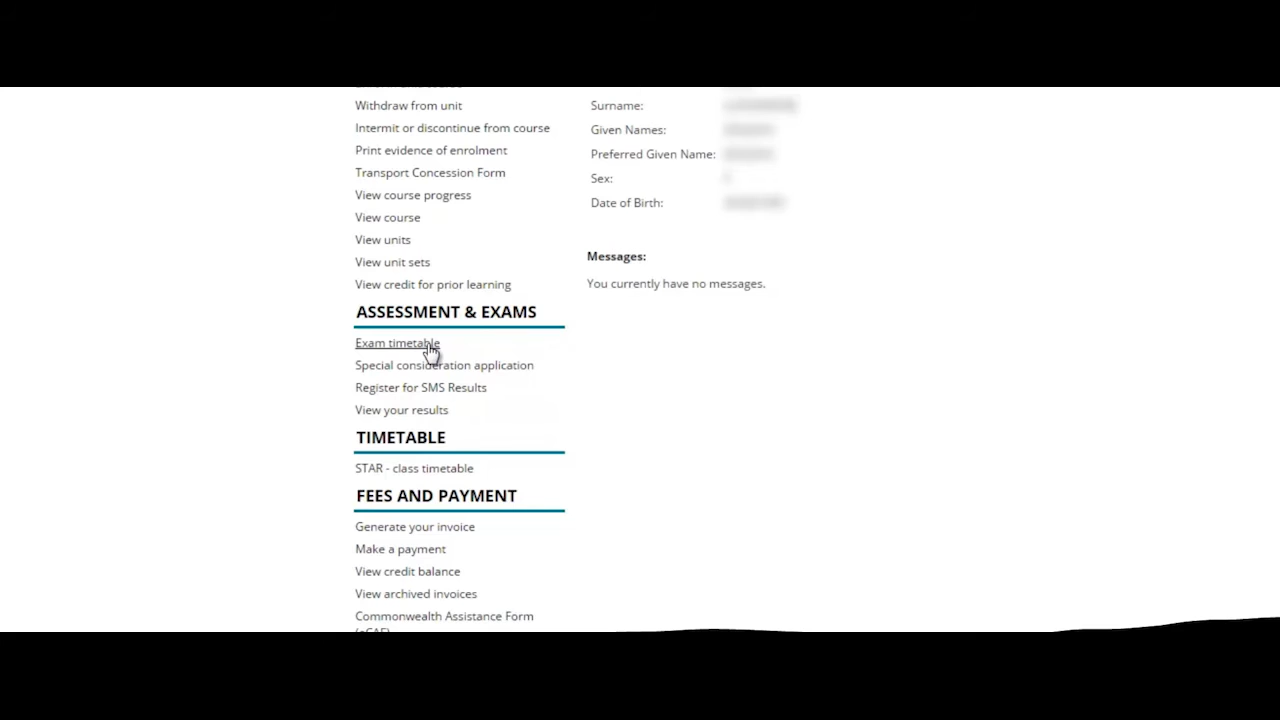 Withdraw from unit
Intermit or discontinue from course
Print evidence of enrolment
Transport Concession Form
View course progress
View course
View units
View unit sets
View credit for prior learning
ASSESSMENT & EXAMS
Exam timetable
Special consideration application
Register for SMS Results
View your results
TIMETABLE
STAR - class timetable
FEES AND PAYMENT
Generate your invoice
Make a payment
View credit balance
View archived invoices
Commonwealth Assistance Form
Surname:
Given Names:
Preferred Given Name:
Sex:
Date of Birth:
Messages:
You currently have no messages.